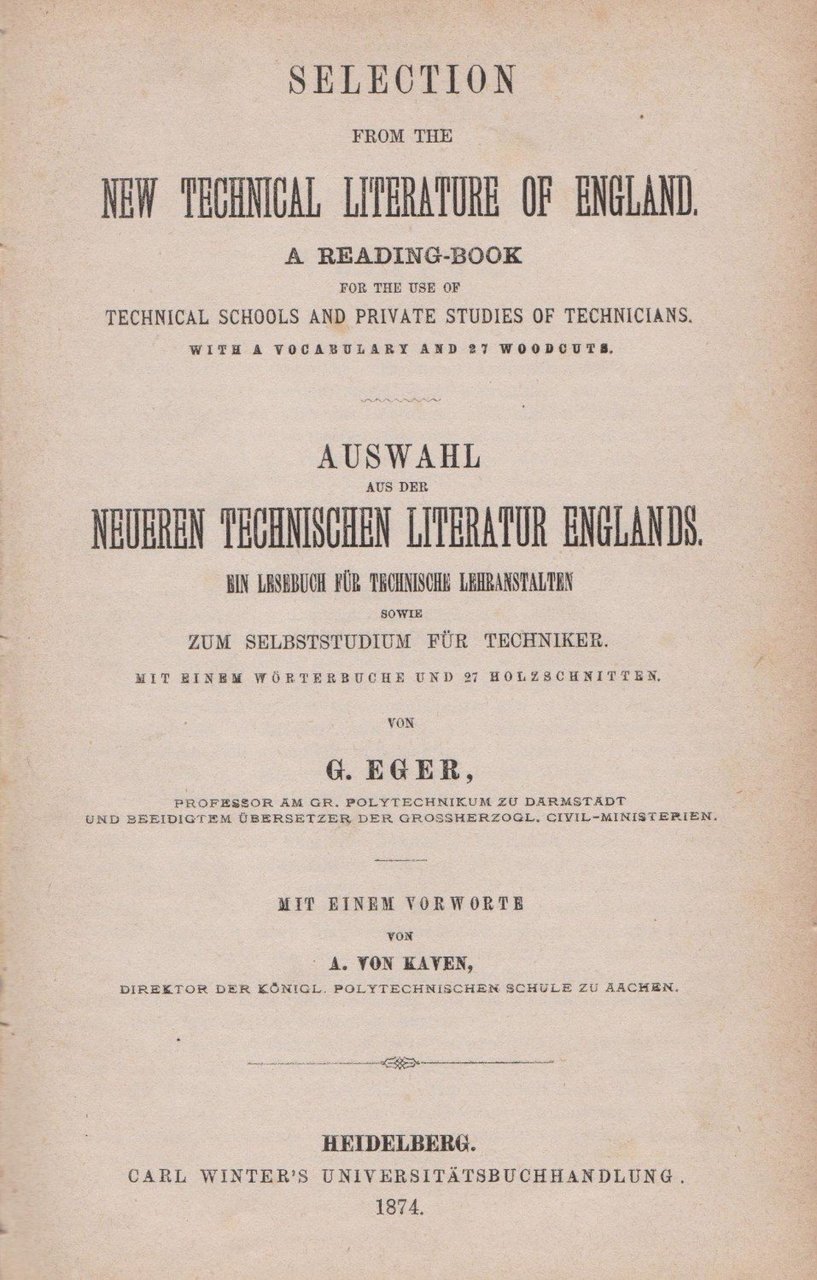 SELECTION
FROM THE
NEW TECHNICAL LITERATURE OF ENGLAND.
A READING-BOOK
FOR THE USE OF
TECHNICAL SCHOOLS AND PRIVATE STUDIES OF TECHNICIANS.
WITH A VOCABULARY AND 27 WOODCUTS.
AUSWAHL
AUS DER
NEUEREN TECHNISCHEN LITERATUR ENGLANDS.
EIN LESEBUCH FÜR TECHNISCHE LEHRANSTALTEN
SOWIE
ZUM SELBSTSTUDIUM FÜR TECHNIKER.
MIT EINEM WÖRTERBUCHE UND 27 HOLZSCHNITTEN.
VON
G. EGER,
PROFESSOR AM GR. POLYTECHNIKUM ZU DARMSTADT
UND BEEIDIGTEM ÜBERSETZER DER GROSSHERZOGL. CIVIL-MINISTERIEN.
MIT EINEM VORWORTE
VON
A. VON KAVEN,
DIREKTOR DER KÖNIGL. POLYTECHNISCHEN SCHULE ZU AACHEN.
HEIDELBERG.
CARL WINTER'S UNIVERSITÄTSBUCHHANDLUNG.
1874.